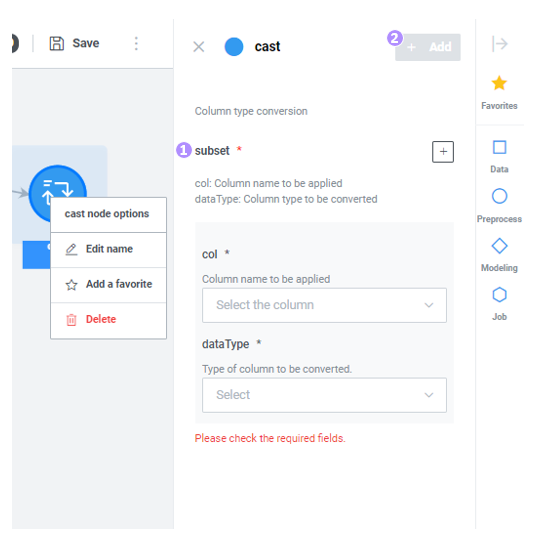 Save
cast
2
+ Add
Favorites
Column type conversion
1 subset *
+
Data
col: Column name to be applied
dataType: Column type to be converted
cast node options
Preprocess
Edit name
col *
Modeling
Column name to be applied
Add a favorite
Select the column
Delete
Job
dataType *
Type of column to be converted.
Select
Please check the required fields.